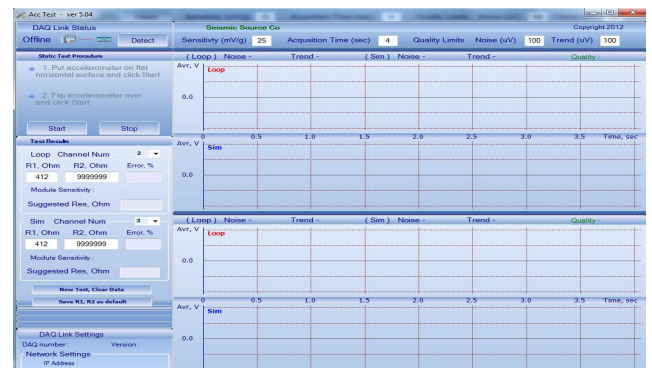 Acc Test - ver 5.04
DAQ Link Status
Seismic Source Co
Copyright 2012
Offline
Detect
Sensitivity (mV/g) 25 Acqusition Time (sec) 4 Quality Limits Noise (uV) 100 Trend (uV) 100
Static Test Procedure
1. Put accelerometer on flat
horizontal surface and click Start
2. Flip accelerometer over
and click Start
Start Stop
Test Results
Loop Channel Num 2
R1, Ohm R2, Ohm Error, %
412 9999999
Module Sensitivity :
Suggested Res, Ohm
Sim Channel Num 3
R1, Ohm R2, Ohm Error, %
412 9999999
Module Sensitivity :
Suggested Res, Ohm
New Test, Clear Data
Save R1, R2 as default
DAQ Link Settings
DAQ number : Version :
Network Settings
IP Address :
( Loop ) Noise - Trend - ( Sim ) Noise - Trend - Quality -
Avr, V
Loop
0.0
0 0.5 1.0 1.5 2.0 2.5 3.0 3.5 Time, sec
Avr, V
Sim
0.0
( Loop ) Noise - Trend - ( Sim ) Noise - Trend - Quality -
Avr, V
Loop
0.0
0 0.5 1.0 1.5 2.0 2.5 3.0 3.5 Time, sec
Avr, V
Sim
0.0